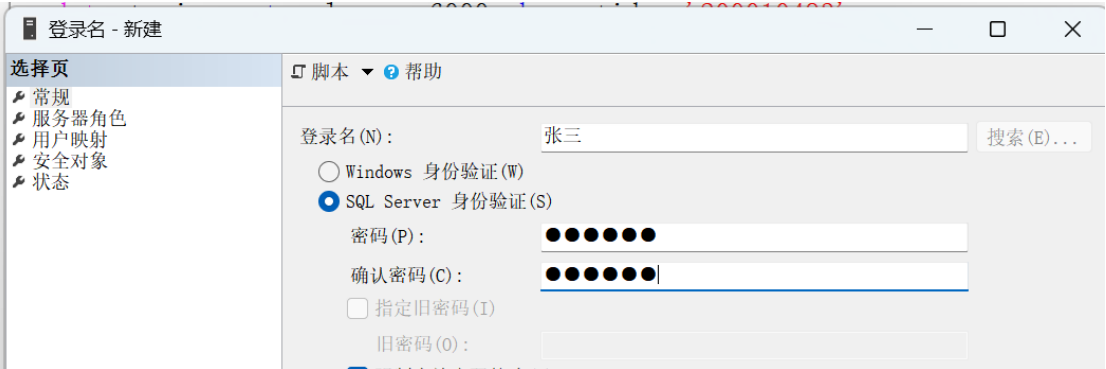 登录名 - 新建
选择页
常规
服务器角色
用户映射
安全对象
状态
脚本 帮助
登录名(N): 张三 搜索(E)...
Windows 身份验证(W)
SQL Server 身份验证(S)
密码(P): ●●●●●●
确认密码(C): ●●●●●●
指定旧密码(I)
旧密码(O):